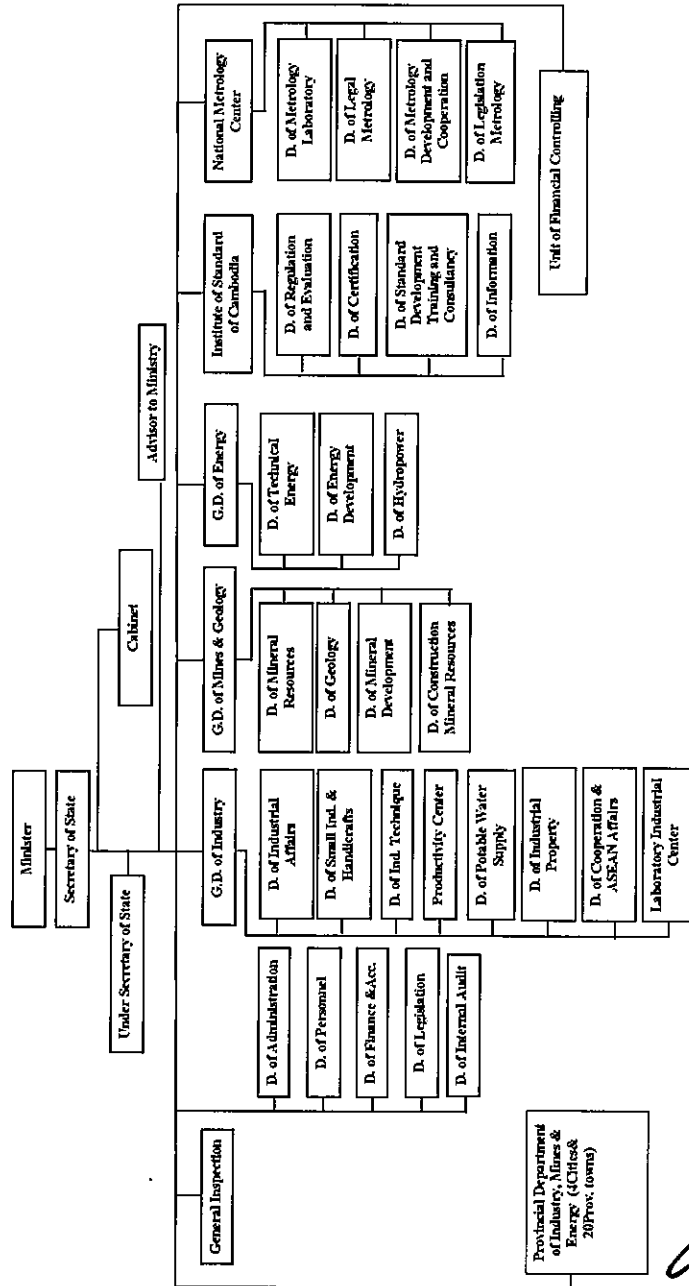 Minister
Secretary of State
Under Secretary of State
Cabinet
Advisor to Ministry
General Inspection
D. of Administration
D. of Personnel
D. of Finance &Acc.
D. of Legislation
D. of Internal Audit
G.D. of Industry
D. of Industrial
Affairs
D. of Small Ind. &
Handicrafts
D. of Ind. Technique
Productivity Center
D. of Potable Water
Supply
D. of Industrial
Property
D. of Cooperation &
ASEAN Affairs
Laboratory Industrial
Center
G.D. of Mines & Geology
D. of Mineral
Resources
D. of Geology
D. of Mineral
Development
D. of Construction
Mineral Resources
G.D. of Energy
D. of Technical
Energy
D. of Energy
Development
D. of Hydropower
Institute of Standard
of Cambodia
D. of Regulation
and Evaluation
D. of Certification
D. of Standard
Development
Training and
Consultancy
D. of Information
National Metrology
Center
D. of Metrology
Laboratory
D. of Legal
Metrology
D. of Metrology
Development and
Cooperation
D. of Legislation
Metrology
Provincial Department
of Industry, Mines &
Energy (4Cities&
20Prov. towns)
Unit of Financial Controlling